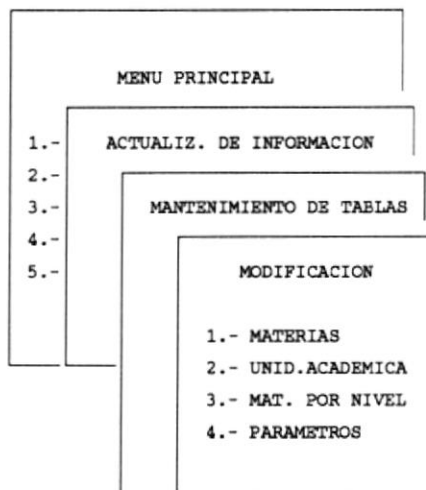 MENU PRINCIPAL
1.- ACTUALIZ. DE INFORMACION
2.-
3.- MANTENIMIENTO DE TABLAS
4.-
5.- MODIFICACION
1.- MATERIAS
2.- UNID.ACADEMICA
3.- MAT. POR NIVEL
4.- PARAMETROS